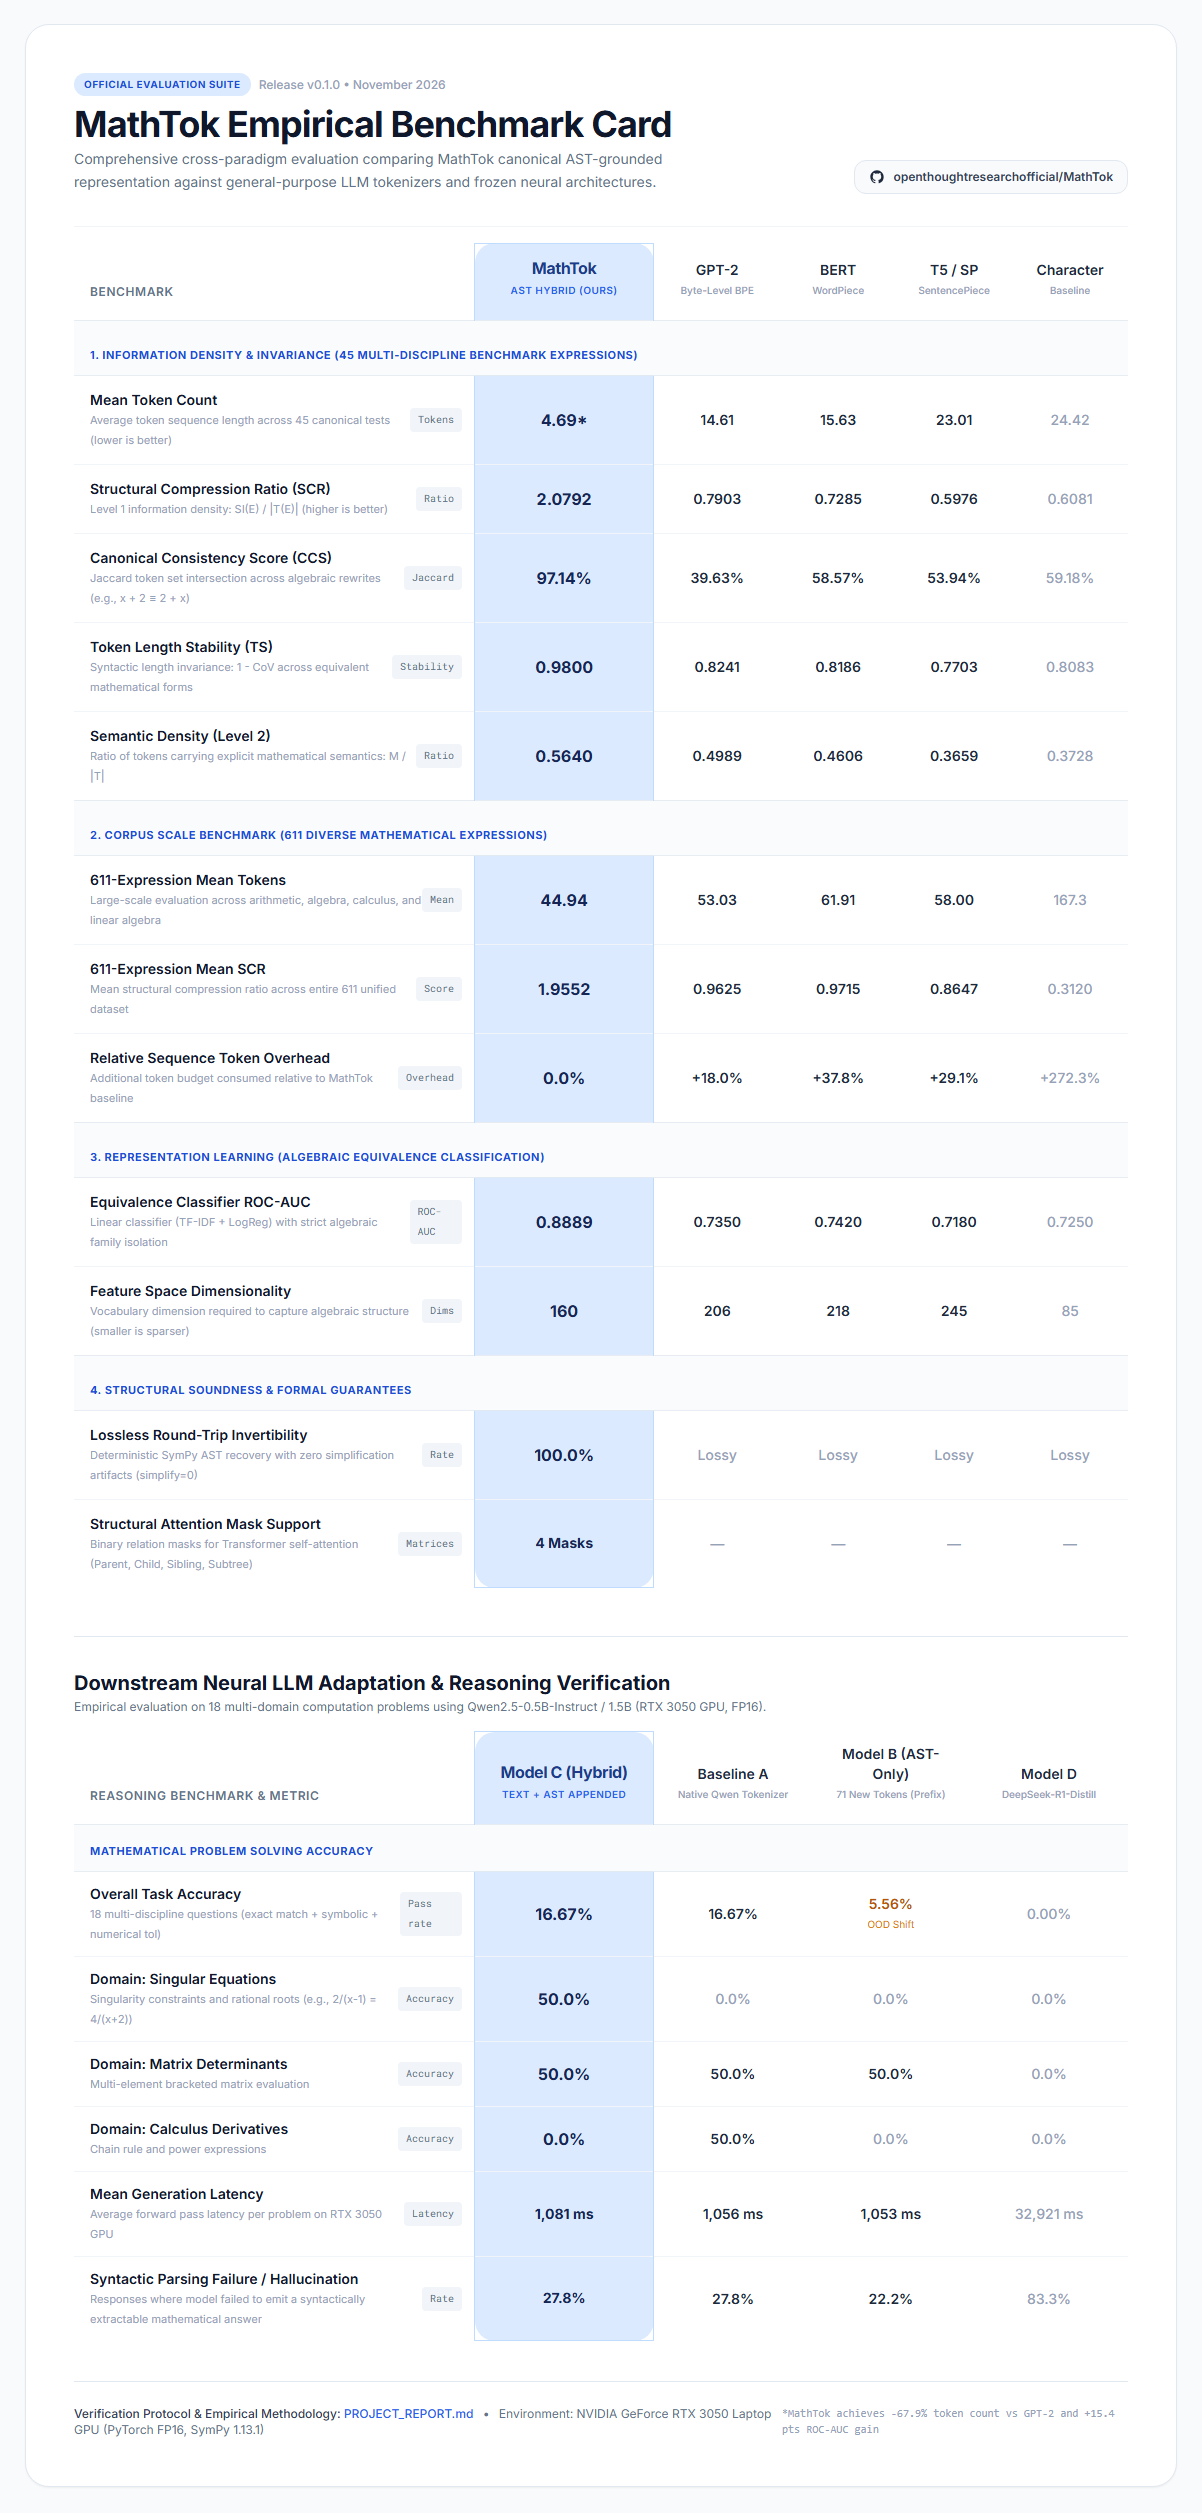 OFFICIAL EVALUATION SUITE Release v0.1.0 • November 2026
MathTok Empirical Benchmark Card
Comprehensive cross-paradigm evaluation comparing MathTok canonical AST-grounded
representation against general-purpose LLM tokenizers and frozen neural architectures.
openthoughtresearchofficial/MathTok
BENCHMARK
MathTok
AST HYBRID (OURS)
GPT-2
Byte-Level BPE
BERT
WordPiece
T5 / SP
SentencePiece
Character
Baseline
1. INFORMATION DENSITY & INVARIANCE (45 MULTI-DISCIPLINE BENCHMARK EXPRESSIONS)
Mean Token Count
Average token sequence length across 45 canonical tests
(lower is better)
Tokens
4.69* 14.61 15.63 23.01 24.42
Structural Compression Ratio (SCR)
Level 1 information density: SI(E) / |T(E)| (higher is better)
Ratio
2.0792 0.7903 0.7285 0.5976 0.6081
Canonical Consistency Score (CCS)
Jaccard token set intersection across algebraic rewrites
(e.g., x + 2 ≡ 2 + x)
Jaccard
97.14% 39.63% 58.57% 53.94% 59.18%
Token Length Stability (TS)
Syntactic length invariance: 1 - CoV across equivalent
mathematical forms
Stability
0.9800 0.8241 0.8186 0.7703 0.8083
Semantic Density (Level 2)
Ratio of tokens carrying explicit mathematical semantics: M /
|T|
Ratio
0.5640 0.4989 0.4606 0.3659 0.3728
2. CORPUS SCALE BENCHMARK (611 DIVERSE MATHEMATICAL EXPRESSIONS)
611-Expression Mean Tokens
Large-scale evaluation across arithmetic, algebra, calculus, and
linear algebra
Mean
44.94 53.03 61.91 58.00 167.3
611-Expression Mean SCR
Mean structural compression ratio across entire 611 unified
dataset
Score
1.9552 0.9625 0.9715 0.8647 0.3120
Relative Sequence Token Overhead
Additional token budget consumed relative to MathTok
baseline
Overhead
0.0% +18.0% +37.8% +29.1% +272.3%
3. REPRESENTATION LEARNING (ALGEBRAIC EQUIVALENCE CLASSIFICATION)
Equivalence Classifier ROC-AUC
Linear classifier (TF-IDF + LogReg) with strict algebraic
family isolation
ROC-
AUC
0.8889 0.7350 0.7420 0.7180 0.7250
Feature Space Dimensionality
Vocabulary dimension required to capture algebraic structure
(smaller is sparser)
Dims
160 206 218 245 85
4. STRUCTURAL SOUNDNESS & FORMAL GUARANTEES
Lossless Round-Trip Invertibility
Deterministic SymPy AST recovery with zero simplification
artifacts (simplify=0)
Rate
100.0% Lossy Lossy Lossy Lossy
Structural Attention Mask Support
Binary relation masks for Transformer self-attention
(Parent, Child, Sibling, Subtree)
Matrices
4 Masks — — — —
Downstream Neural LLM Adaptation & Reasoning Verification
Empirical evaluation on 18 multi-domain computation problems using Qwen2.5-0.5B-Instruct / 1.5B (RTX 3050 GPU, FP16).
REASONING BENCHMARK & METRIC
Model C (Hybrid)
TEXT + AST APPENDED
Baseline A
Native Qwen Tokenizer
Model B (AST-
Only)
71 New Tokens (Prefix)
Model D
DeepSeek-R1-Distill
MATHEMATICAL PROBLEM SOLVING ACCURACY
Overall Task Accuracy
18 multi-discipline questions (exact match + symbolic +
numerical tol)
Pass
rate
16.67% 16.67% 5.56% 0.00%
OOD Shift
Domain: Singular Equations
Singularity constraints and rational roots (e.g., 2/(x-1) =
4/(x+2))
Accuracy
50.0% 0.0% 0.0% 0.0%
Domain: Matrix Determinants
Multi-element bracketed matrix evaluation
Accuracy
50.0% 50.0% 50.0% 0.0%
Domain: Calculus Derivatives
Chain rule and power expressions
Accuracy
0.0% 50.0% 0.0% 0.0%
Mean Generation Latency
Average forward pass latency per problem on RTX 3050
GPU
Latency
1,081 ms 1,056 ms 1,053 ms 32,921 ms
Syntactic Parsing Failure / Hallucination
Responses where model failed to emit a syntactically
extractable mathematical answer
Rate
27.8% 27.8% 22.2% 83.3%
Verification Protocol & Empirical Methodology: PROJECT_REPORT.md • Environment: NVIDIA GeForce RTX 3050 Laptop
GPU (PyTorch FP16, SymPy 1.13.1)
*MathTok achieves -67.9% token count vs GPT-2 and +15.4
pts ROC-AUC gain